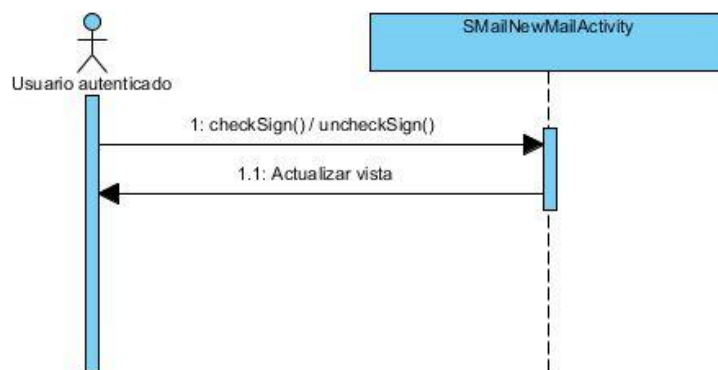 SMailNewMailActivity
Usuario autenticado
1: checkSign() / uncheckSign()
1.1: Actualizar vista